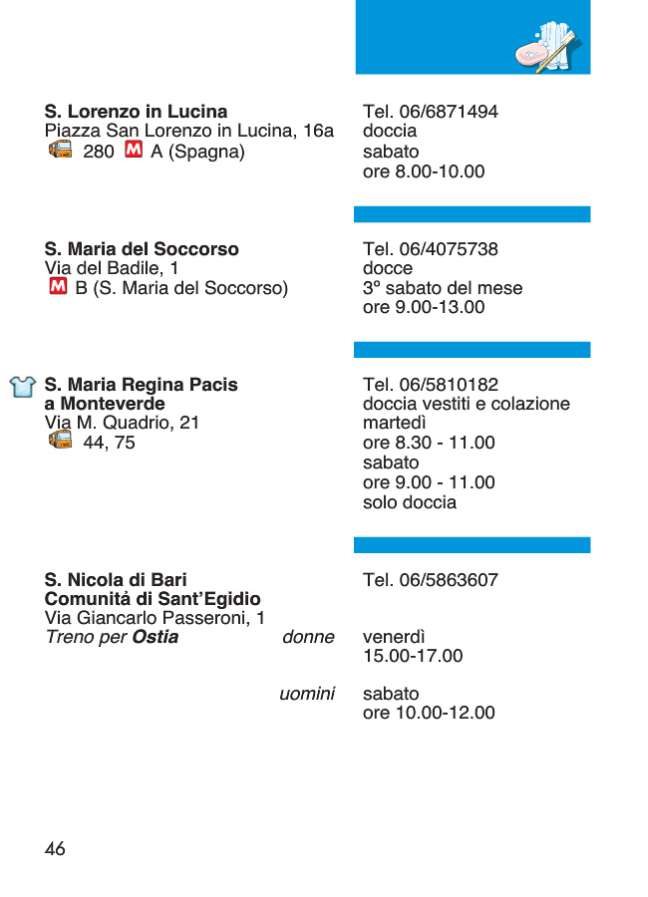 S. Lorenzo in Lucina
Piazza San Lorenzo in Lucina, 16a
280 M A (Spagna)
Tel. 06/6871494
doccia
sabato
ore 8.00-10.00
S. Maria del Soccorso
Via del Badile, 1
M B (S. Maria del Soccorso)
Tel. 06/4075738
docce
3º sabato del mese
ore 9.00-13.00
S. Maria Regina Pacis
a Monteverde
Via M. Quadrio, 21
44, 75
Tel. 06/5810182
doccia vestiti e colazione
martedì
ore 8.30 - 11.00
sabato
ore 9.00 - 11.00
solo doccia
S. Nicola di Bari
Comunitá di Sant'Egidio
Via Giancarlo Passeroni, 1
Treno per Ostia
Tel. 06/5863607
donne venerdì
15.00-17.00
uomini sabato
ore 10.00-12.00
46